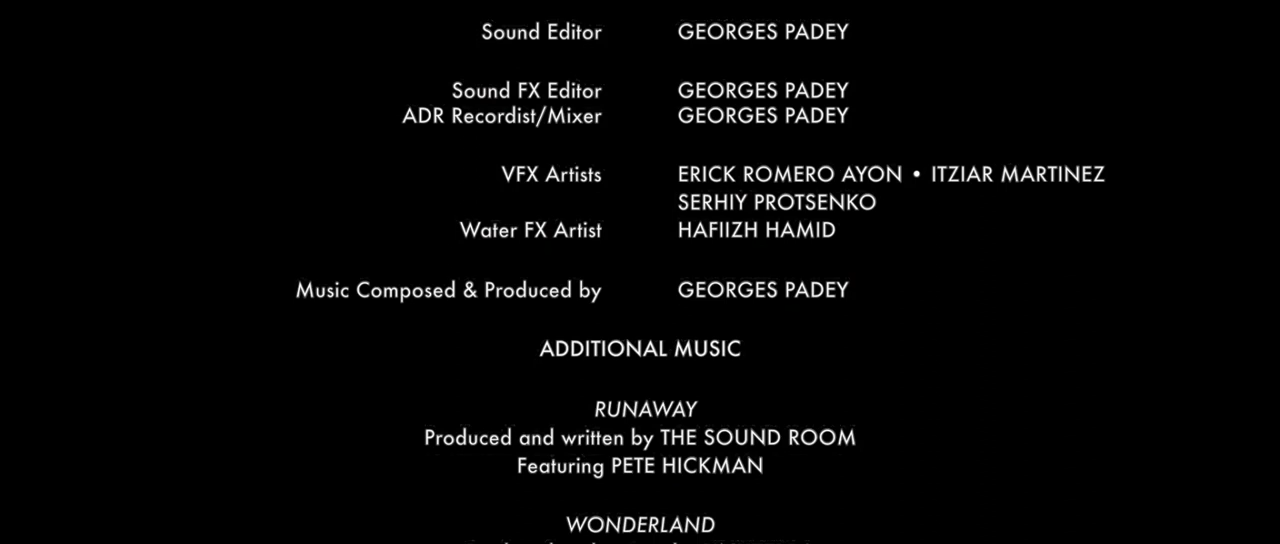 Sound Editor GEORGES PADEY
Sound FX Editor GEORGES PADEY
ADR Recordist/Mixer GEORGES PADEY
VFX Artists ERICK ROMERO AYON • ITZIAR MARTINEZ
SERHIY PROTSENKO
Water FX Artist HAFIIZH HAMID
Music Composed & Produced by GEORGES PADEY
ADDITIONAL MUSIC
RUNAWAY
Produced and written by THE SOUND ROOM
Featuring PETE HICKMAN
WONDERLAND